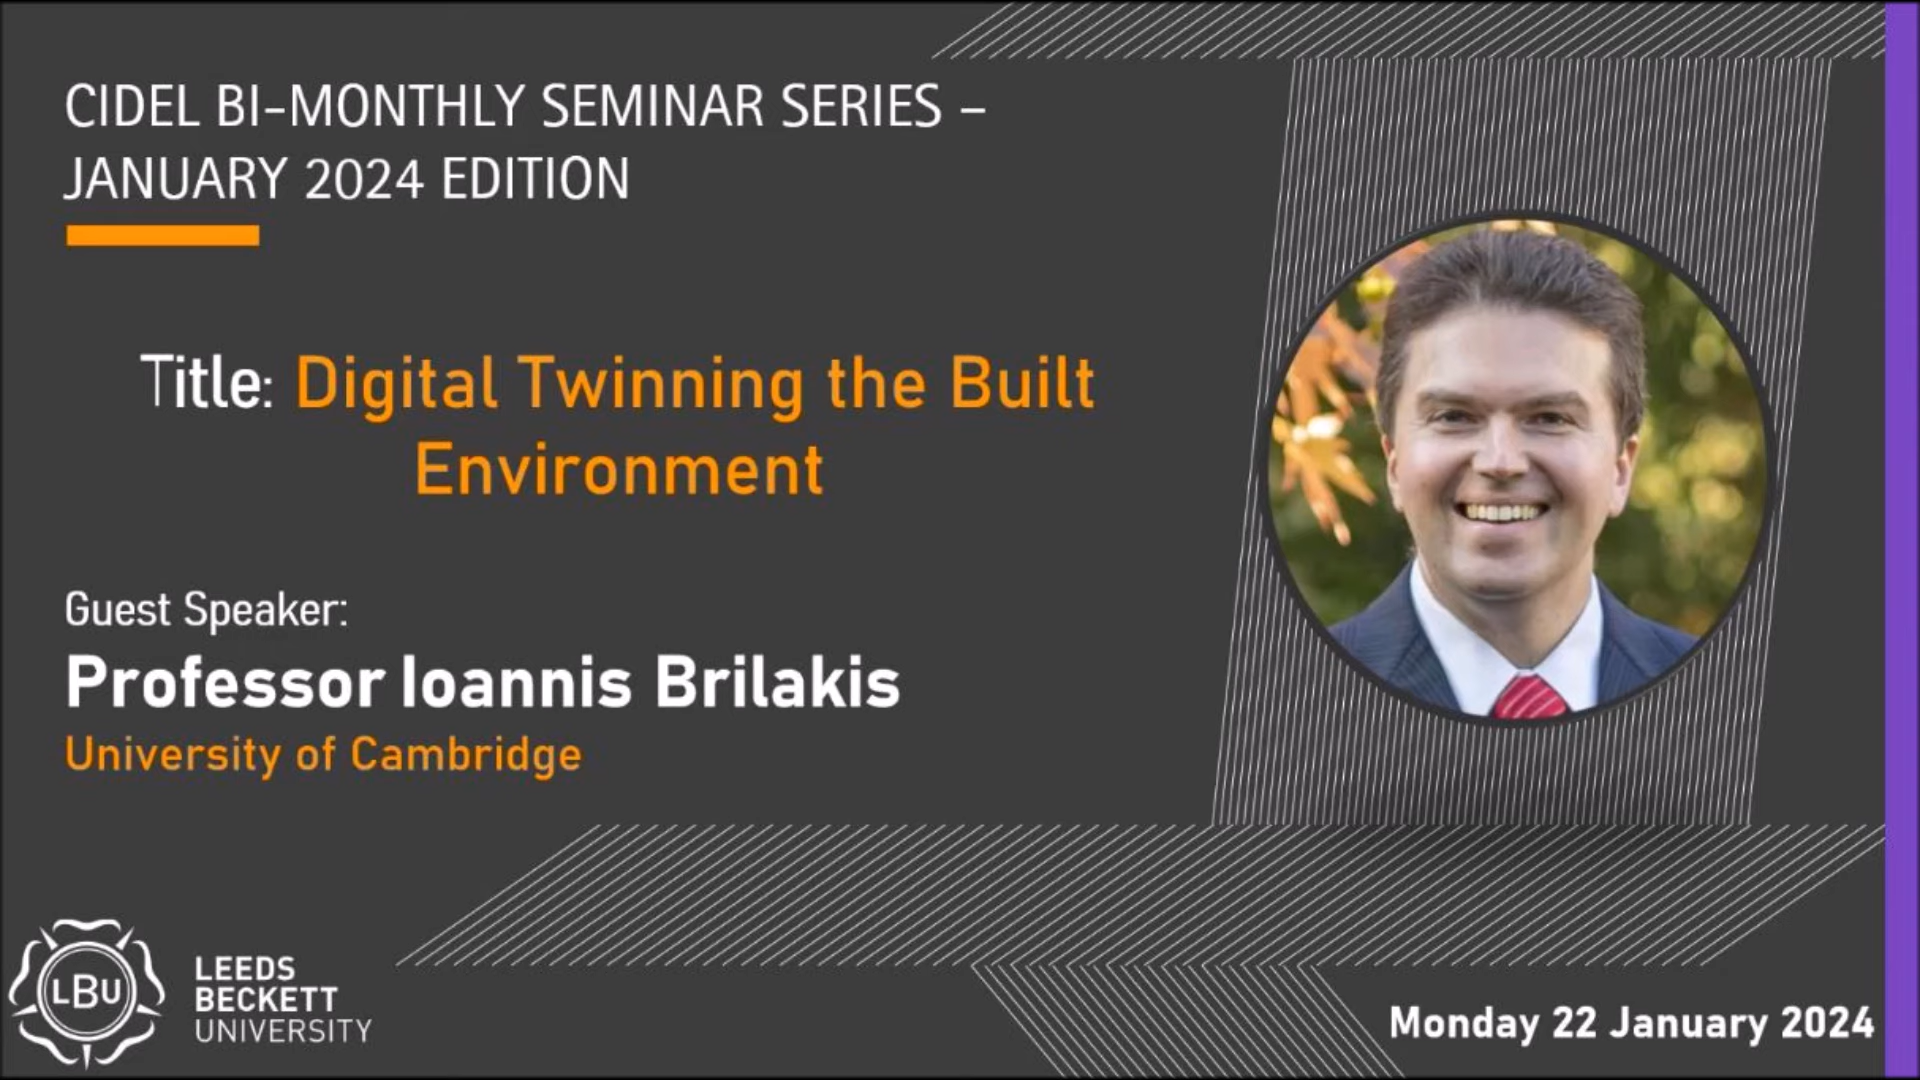 CIDEL BI-MONTHLY SEMINAR SERIES –
JANUARY 2024 EDITION
Title: Digital Twinning the Built
Environment
Guest Speaker:
Professor Ioannis Brilakis
University of Cambridge
LBU
LEEDS
BECKETT
UNIVERSITY
Monday 22 January 2024